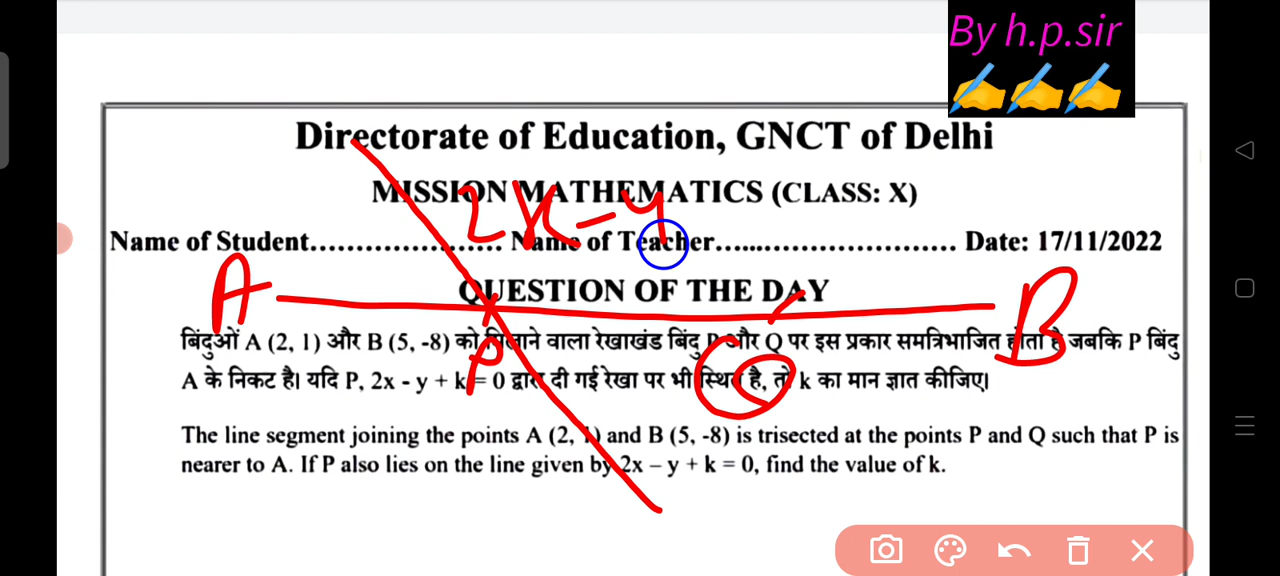 By h.p.sir
✍✍✍
Directorate of Education, GNCT of Delhi
MISSION MATHEMATICS (CLASS: X)
2x-y
Name of Student...................... Name of Teacher........................... Date: 17/11/2022
A B
QUESTION OF THE DAY
बिंदुओं A (2, 1) और B (5, -8) को मिलाने वाला रेखाखंड बिंदु P और Q पर इस प्रकार समत्रिभाजित होता है जबकि P बिंदु
P Q
A के निकट है। यदि P, 2x - y + k = 0 द्वारा दी गई रेखा पर भी स्थित है, तो k का मान ज्ञात कीजिए।
The line segment joining the points A (2, 1) and B (5, -8) is trisected at the points P and Q such that P is
nearer to A. If P also lies on the line given by 2x – y + k = 0, find the value of k.